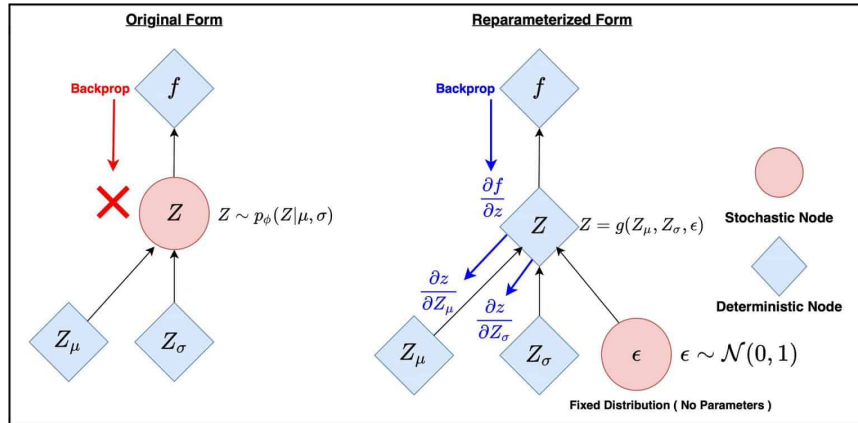 Original Form
Backprop
f
Z
Z ∼ p_ϕ(Z|μ, σ)
Z_μ
Z_σ
Reparameterized Form
Backprop
f
∂f/∂z
Z
Z = g(Z_μ, Z_σ, ϵ)
∂z/∂Z_μ
∂z/∂Z_σ
Z_μ
Z_σ
ϵ
ϵ ∼ 𝒩(0, 1)
Fixed Distribution ( No Parameters )
Stochastic Node
Deterministic Node